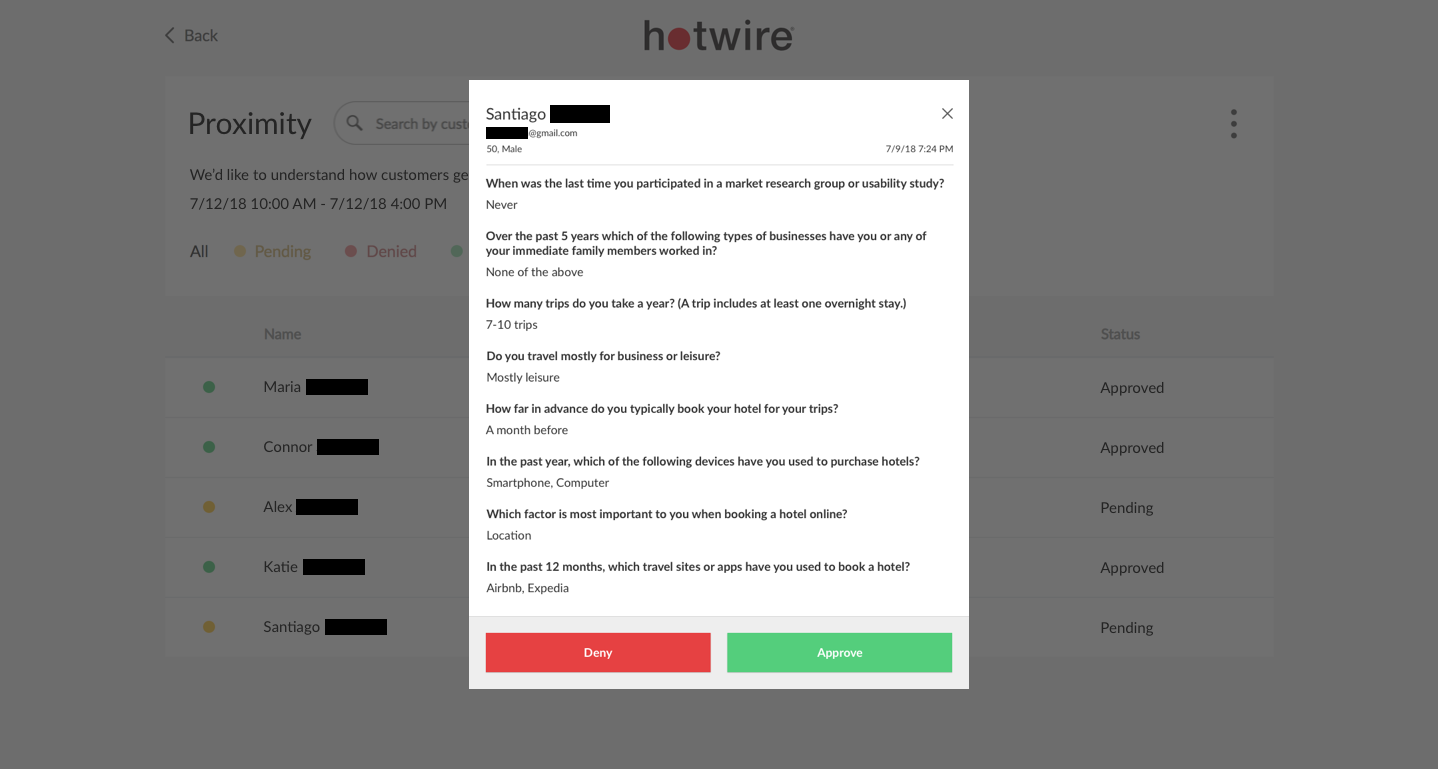 Back
hotwire
Proximity
Search by custo
We'd like to understand how customers ge
7/12/18 10:00 AM - 7/12/18 4:00 PM
All Pending Denied
Name Status
Maria Approved
Connor Approved
Alex Pending
Katie Approved
Santiago Pending
Santiago
@gmail.com
50, Male 7/9/18 7:24 PM
When was the last time you participated in a market research group or usability study?
Never
Over the past 5 years which of the following types of businesses have you or any of
your immediate family members worked in?
None of the above
How many trips do you take a year? (A trip includes at least one overnight stay.)
7-10 trips
Do you travel mostly for business or leisure?
Mostly leisure
How far in advance do you typically book your hotel for your trips?
A month before
In the past year, which of the following devices have you used to purchase hotels?
Smartphone, Computer
Which factor is most important to you when booking a hotel online?
Location
In the past 12 months, which travel sites or apps have you used to book a hotel?
Airbnb, Expedia
Deny Approve